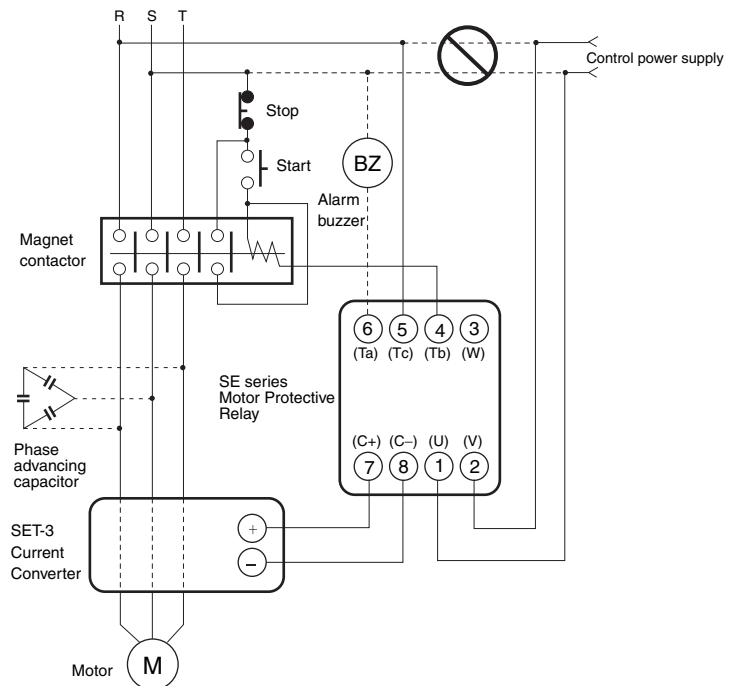 R S T
Control power supply
Stop
Start
BZ
Alarm
buzzer
Magnet
contactor
6 5 4 3
(Ta) (Tc) (Tb) (W)
SE series
Motor Protective
Relay
(C+) (C−) (U) (V)
7 8 1 2
Phase
advancing
capacitor
SET-3
Current
Converter
+
−
Motor
M